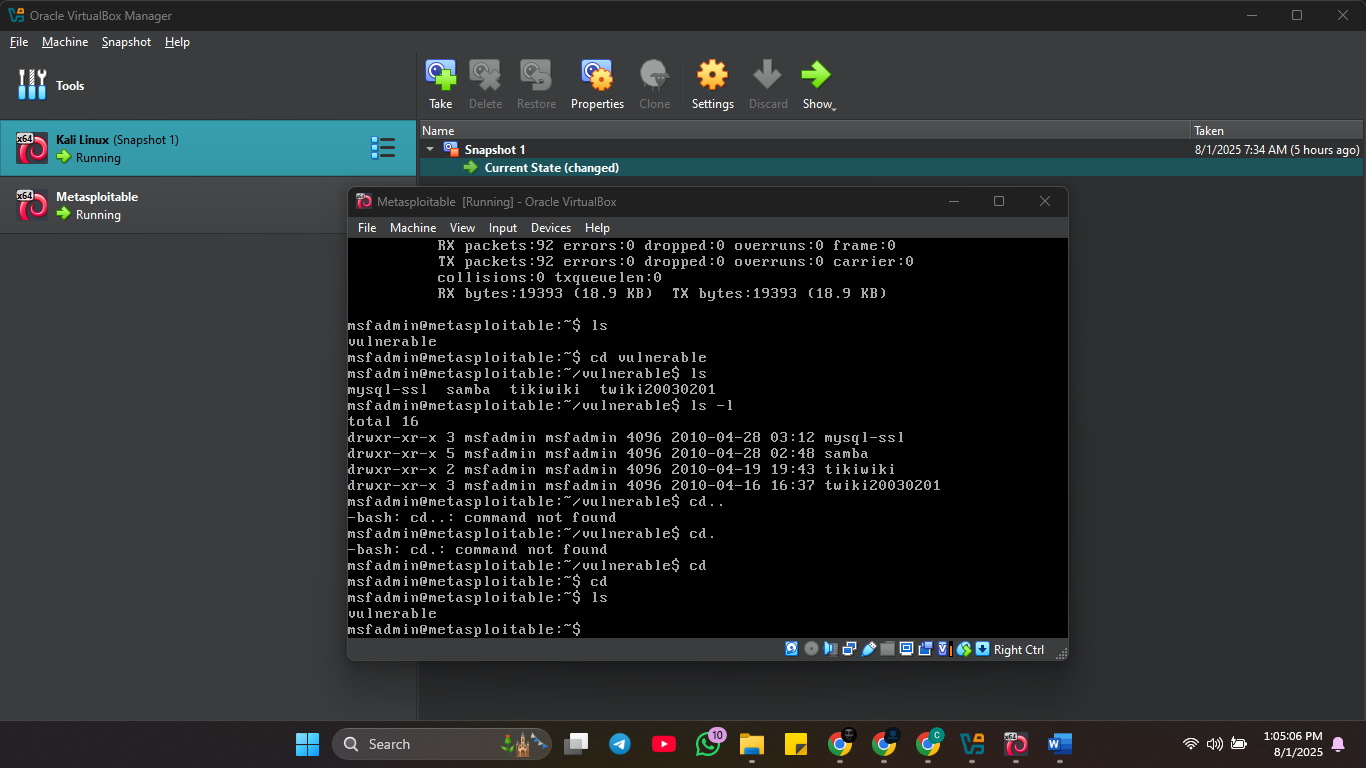 Oracle VirtualBox Manager
File Machine Snapshot Help
Tools
Take Delete Restore Properties Clone Settings Discard Show
x64
Kali Linux (Snapshot 1)
Running
x64
Metasploitable
Running
Name Taken
Snapshot 1 8/1/2025 7:34 AM (5 hours ago)
Current State (changed)
x64
Metasploitable [Running] - Oracle VirtualBox
File Machine View Input Devices Help
RX packets:92 errors:0 dropped:0 overruns:0 frame:0
TX packets:92 errors:0 dropped:0 overruns:0 carrier:0
collisions:0 txqueuelen:0
RX bytes:19393 (18.9 KB) TX bytes:19393 (18.9 KB)
msfadmin@metasploitable:~$ ls
vulnerable
msfadmin@metasploitable:~$ cd vulnerable
msfadmin@metasploitable:~/vulnerable$ ls
mysql-ssl samba tikiwiki twiki20030201
msfadmin@metasploitable:~/vulnerable$ ls -l
total 16
drwxr-xr-x 3 msfadmin msfadmin 4096 2010-04-28 03:12 mysql-ssl
drwxr-xr-x 5 msfadmin msfadmin 4096 2010-04-28 02:48 samba
drwxr-xr-x 2 msfadmin msfadmin 4096 2010-04-19 19:43 tikiwiki
drwxr-xr-x 3 msfadmin msfadmin 4096 2010-04-16 16:37 twiki20030201
msfadmin@metasploitable:~/vulnerable$ cd..
-bash: cd..: command not found
msfadmin@metasploitable:~/vulnerable$ cd.
-bash: cd.: command not found
msfadmin@metasploitable:~/vulnerable$ cd
msfadmin@metasploitable:~$ cd
msfadmin@metasploitable:~$ ls
vulnerable
msfadmin@metasploitable:~$
Right Ctrl
Search
10
C
x64
W
1:05:06 PM
8/1/2025